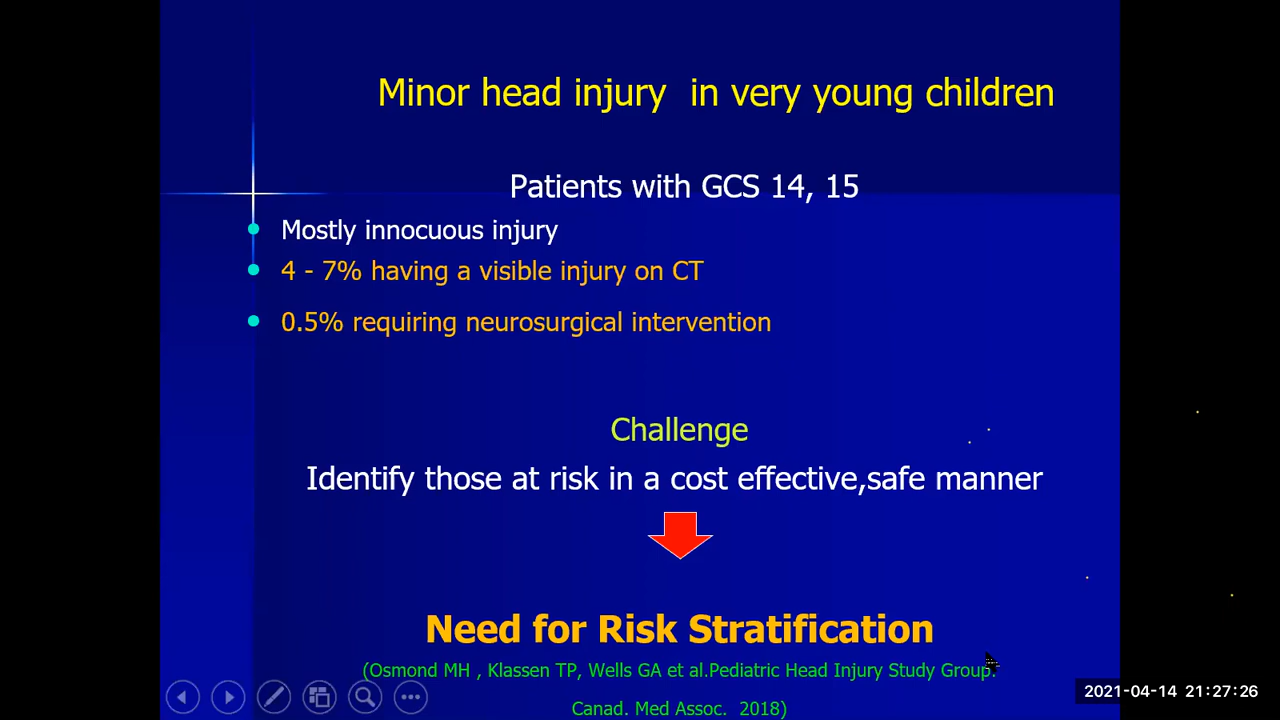 Minor head injury in very young children
Patients with GCS 14, 15
Mostly innocuous injury
4 - 7% having a visible injury on CT
0.5% requiring neurosurgical intervention
Challenge
Identify those at risk in a cost effective,safe manner
Need for Risk Stratification
(Osmond MH , Klassen TP, Wells GA et al.Pediatric Head Injury Study Group.
Canad. Med Assoc. 2018)
2021-04-14 21:27:26